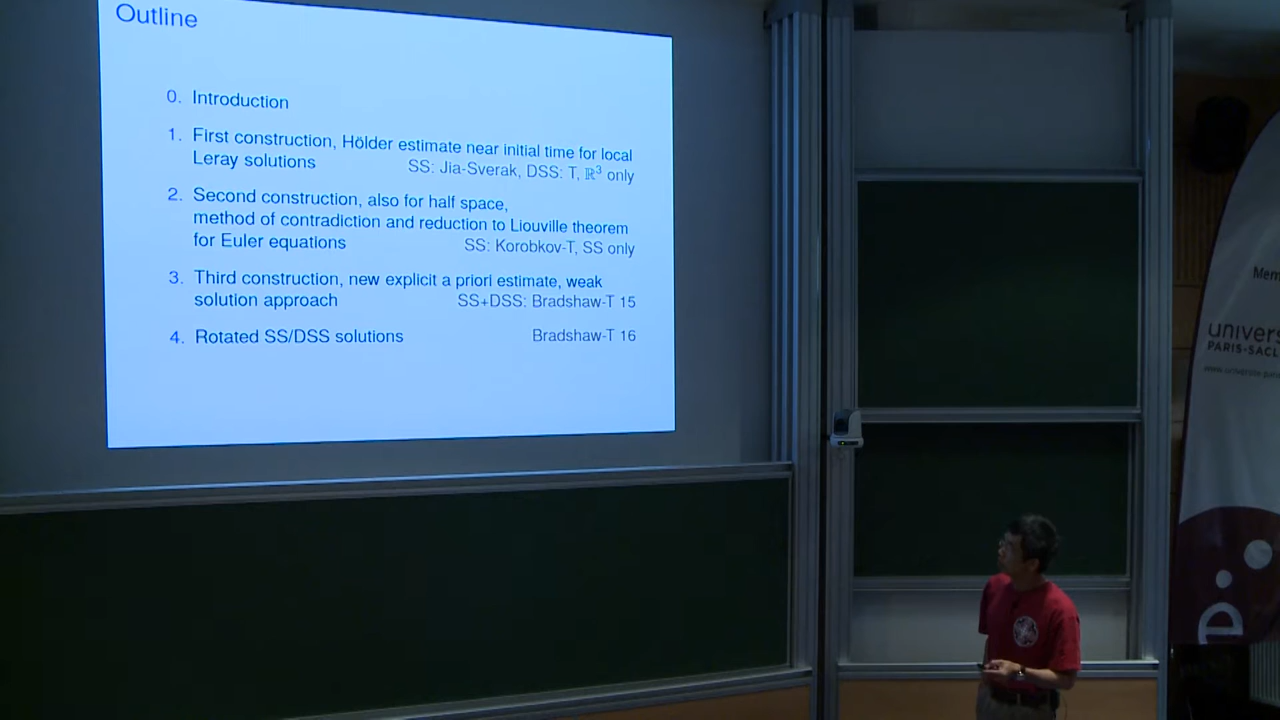 Outline
0. Introduction
1. First construction, Hölder estimate near initial time for local
Leray solutions SS: Jia-Sverak, DSS: T, ℝ³ only
2. Second construction, also for half space,
method of contradiction and reduction to Liouville theorem
for Euler equations SS: Korobkov-T, SS only
3. Third construction, new explicit a priori estimate, weak
solution approach SS+DSS: Bradshaw-T 15
4. Rotated SS/DSS solutions Bradshaw-T 16
Mem
univers
PARIS-SACL
e